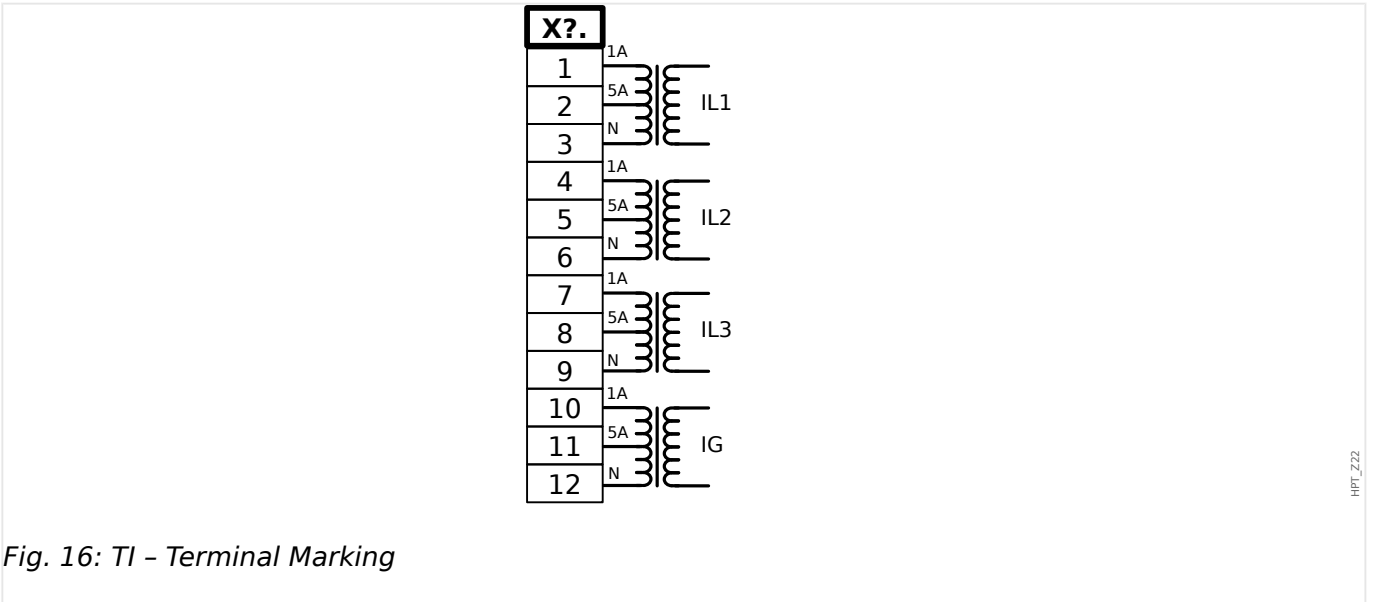 X?.
1A
1
5A
2
IL1
N
3
1A
4
5A
5
IL2
N
6
1A
7
5A
8
IL3
N
9
1A
10
5A
11
IG
N
12
HPT_Z22
Fig. 16: TI – Terminal Marking